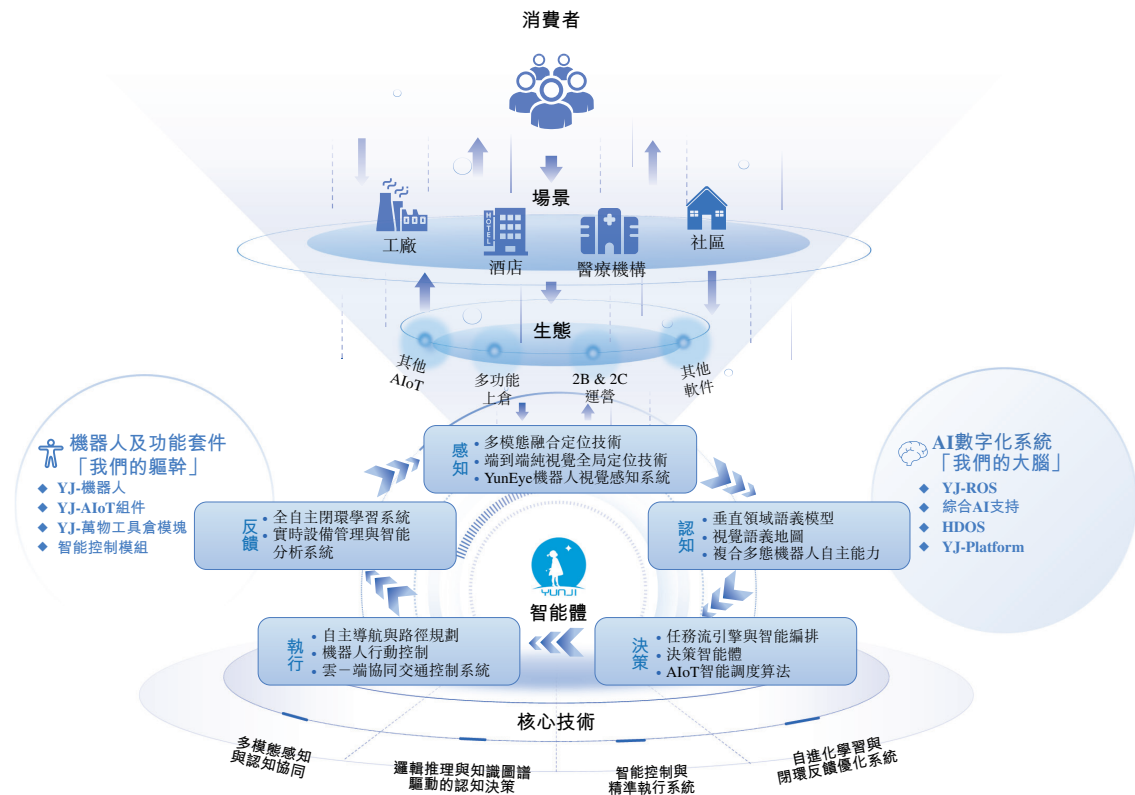 消費者
場景
工廠
HOTEL
酒店
醫療機構
社區
生態
其他
AIoT
多功能
上倉
2B & 2C
運營
其他
軟件
機器人及功能套件
「我們的軀幹」
◆ YJ-機器人
◆ YJ-AIoT組件
◆ YJ-萬物工具倉模塊
◆ 智能控制模組
AI數字化系統
「我們的大腦」
◆ YJ-ROS
◆ 綜合AI支持
◆ HDOS
◆ YJ-Platform
感知
• 多模態融合定位技術
• 端到端純視覺全局定位技術
• YunEye機器人視覺感知系統
反饋
• 全自主閉環學習系統
• 實時設備管理與智能
分析系統
認知
• 垂直領域語義模型
• 視覺語義地圖
• 複合多態機器人自主能力
YUNJI
智能體
執行
• 自主導航與路徑規劃
• 機器人行動控制
• 雲－端協同交通控制系統
決策
• 任務流引擎與智能編排
• 決策智能體
• AIoT智能調度算法
核心技術
多模態感知
與認知協同
邏輯推理與知識圖譜
驅動的認知決策
智能控制與
精準執行系統
自進化學習與
閉環反饋優化系統